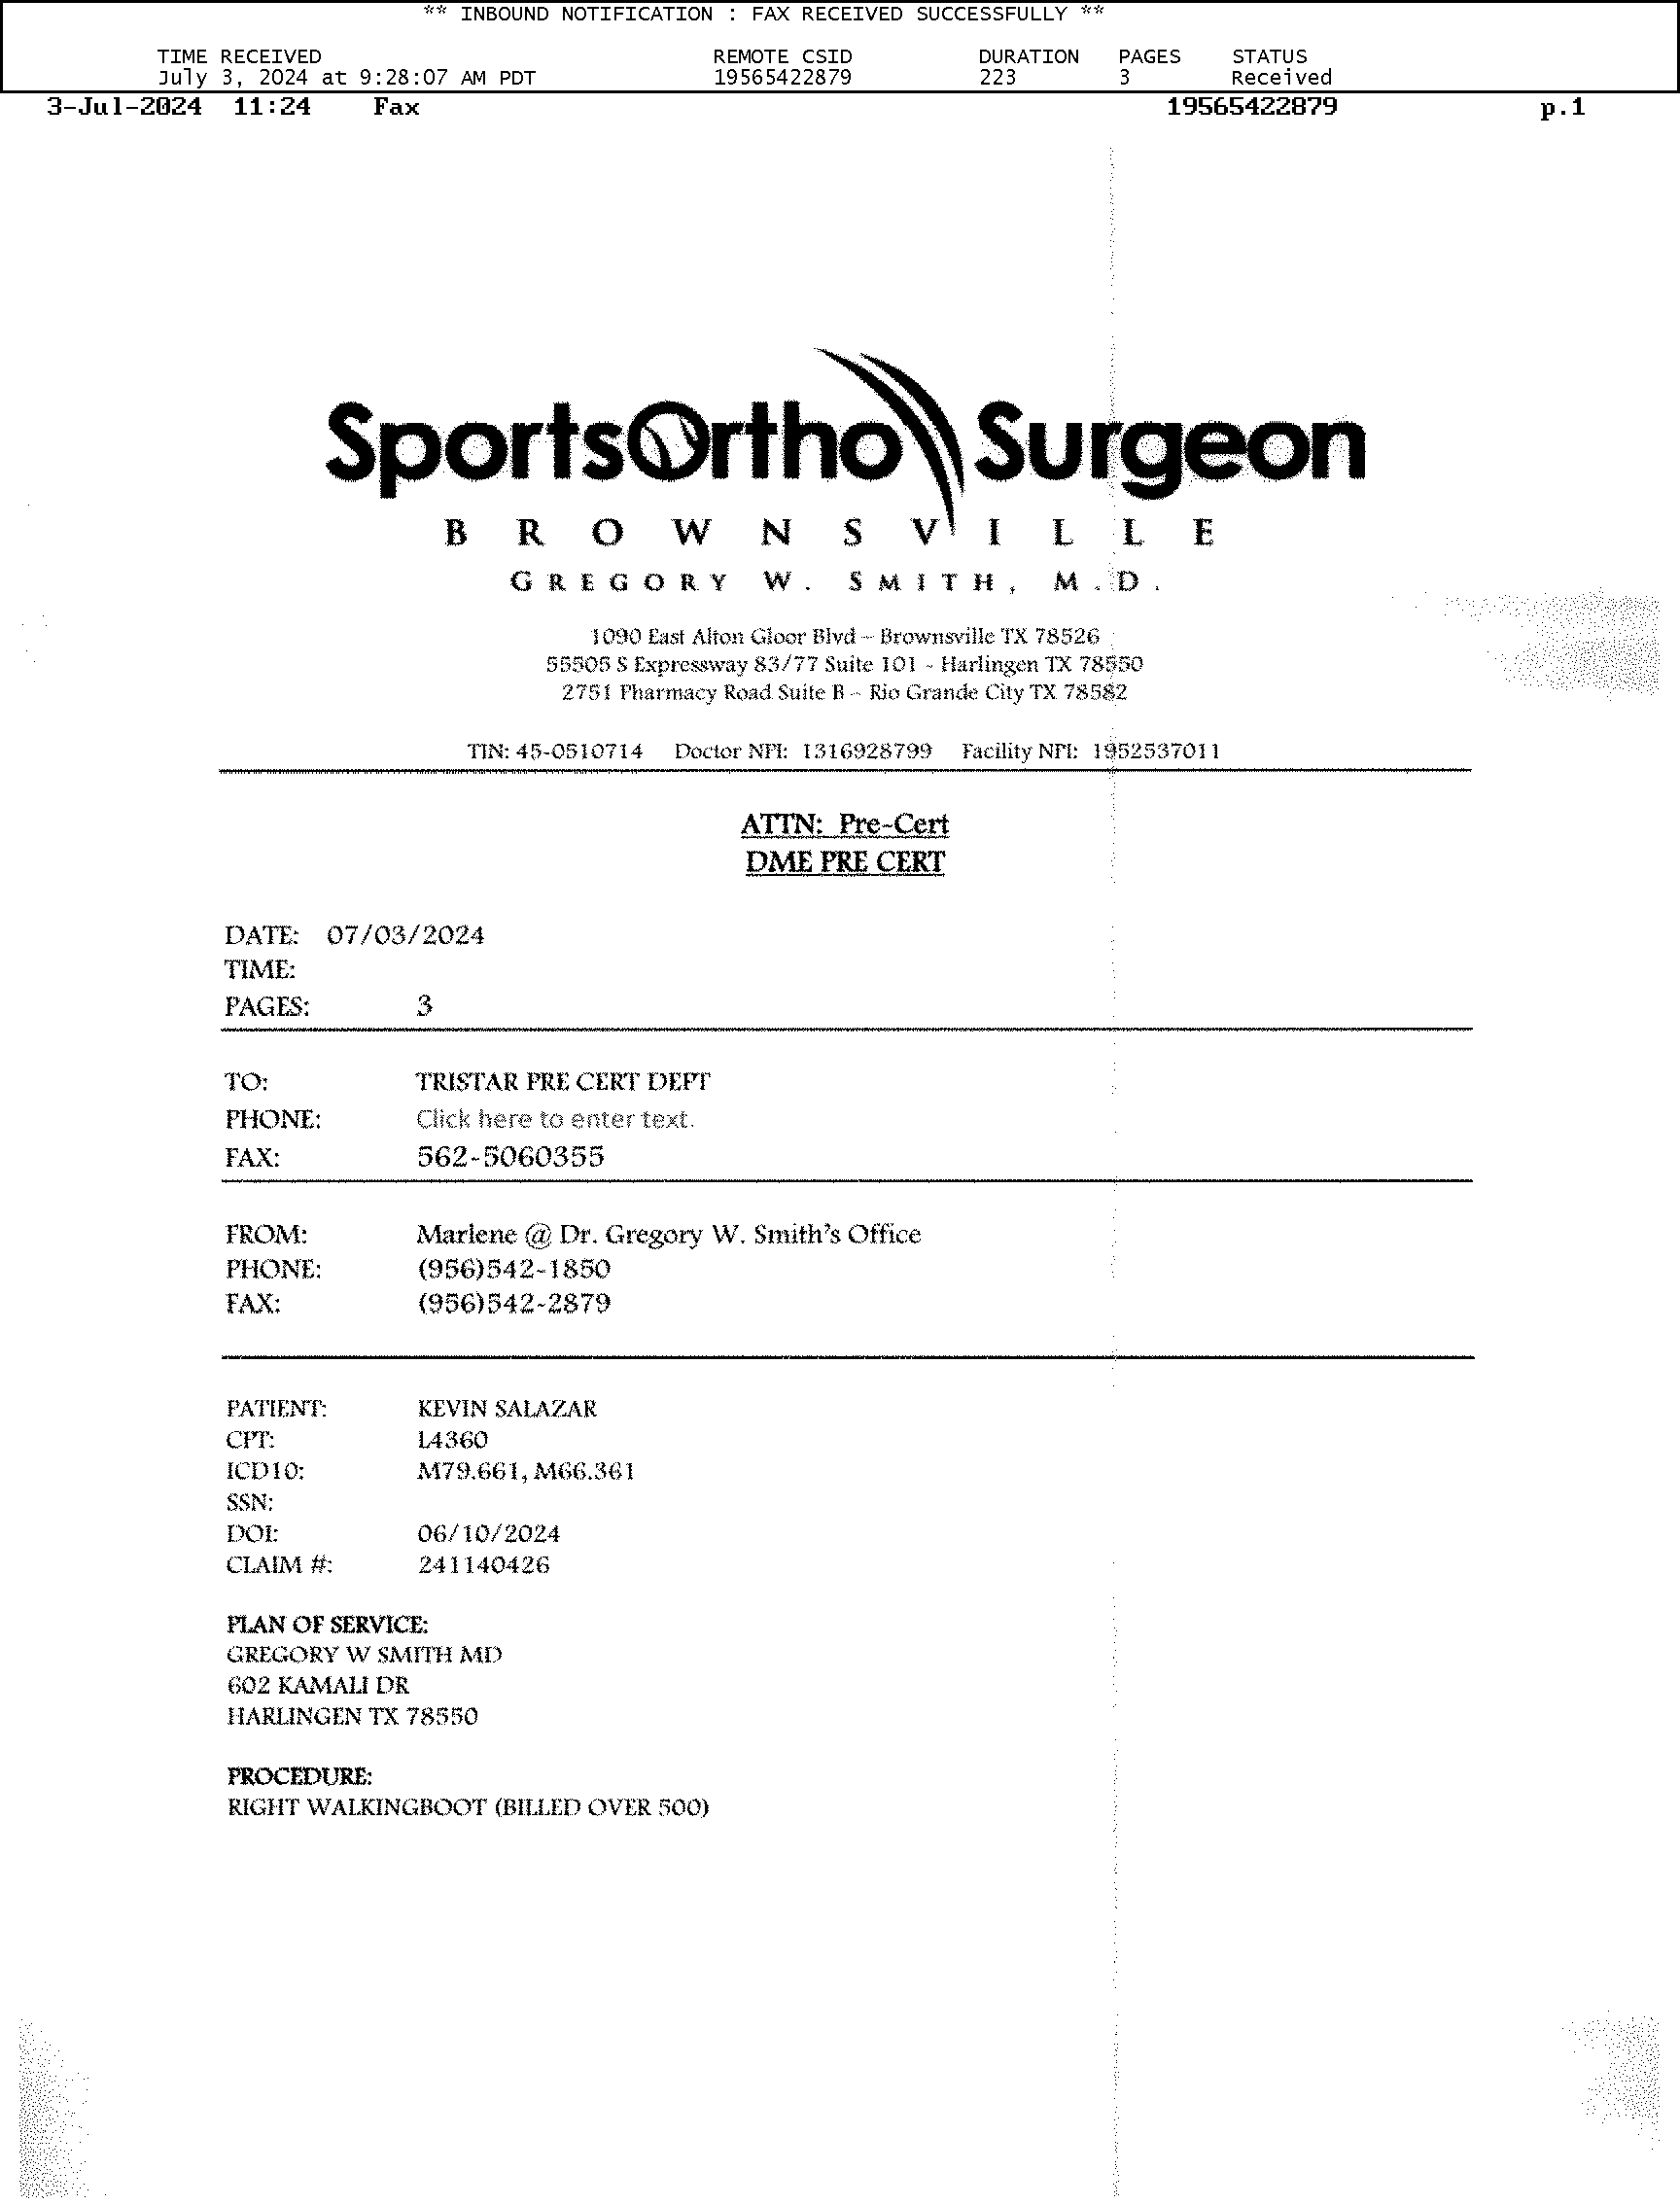 ** INBOUND NOTIFICATION : FAX RECEIVED SUCCESSFULLY **
TIME RECEIVED REMOTE CSID DURATION PAGES STATUS
July 3, 2024 at 9:28:07 AM PDT 19565422879 223 3 Received
3-Jul-2024 11:24 Fax 19565422879 p.1
SportsOrtho Surgeon
BROWNSVILLE
GREGORY W. SMITH, M.D.
1090 East Alton Gloor Blvd - Brownsville TX 78526
55505 S Expressway 83/77 Suite 101 - Harlingen TX 78550
2751 Pharmacy Road Suite B - Rio Grande City TX 78582
TIN: 45-0510714 Doctor NPI: 1316928799 Facility NPI: 1952537011
ATTN: Pre-Cert
DME PRE CERT
DATE: 07/03/2024
TIME:
PAGES: 3
TO: TRISTAR PRE CERT DEPT
PHONE: Click here to enter text.
FAX: 562-5060355
FROM: Marlene @ Dr. Gregory W. Smith's Office
PHONE: (956)542-1850
FAX: (956)542-2879
PATIENT: KEVIN SALAZAR
CPT: L4360
ICD10: M79.661, M66.361
SSN:
DOI: 06/10/2024
CLAIM #: 241140426
PLAN OF SERVICE:
GREGORY W SMITH MD
602 KAMALI DR
HARLINGEN TX 78550
PROCEDURE:
RIGHT WALKINGBOOT (BILLED OVER 500)